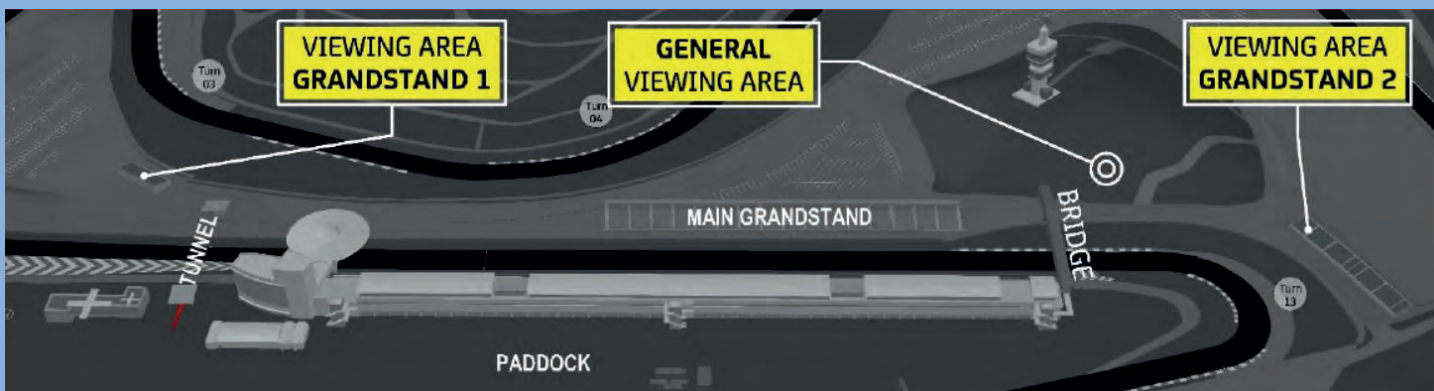 VIEWING AREA
GRANDSTAND 1
GENERAL
VIEWING AREA
VIEWING AREA
GRANDSTAND 2
Turn
03
Turn
04
TUNNEL
MAIN GRANDSTAND
BRIDGE
Turn
13
PADDOCK